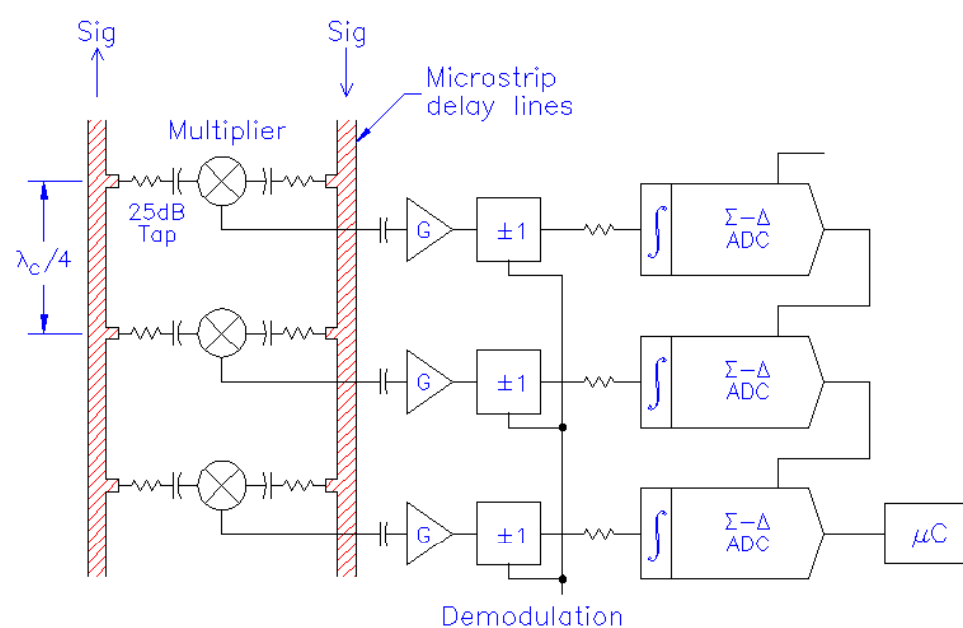 Sig
Sig
Microstrip
delay lines
Multiplier
25dB
Tap
λc/4
G
±1
∫
Σ−Δ
ADC
G
±1
∫
Σ−Δ
ADC
G
±1
∫
Σ−Δ
ADC
μC
Demodulation